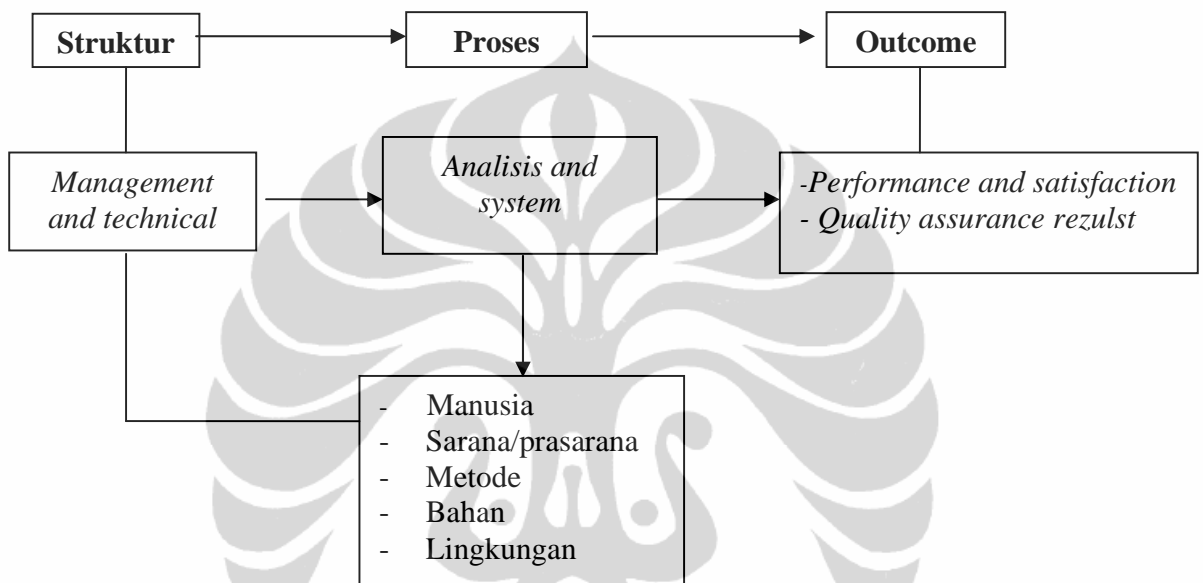 Struktur
Proses
Outcome
Management
and technical
Analisis and
system
-Performance and satisfaction
- Quality assurance rezulst
- Manusia
- Sarana/prasarana
- Metode
- Bahan
- Lingkungan